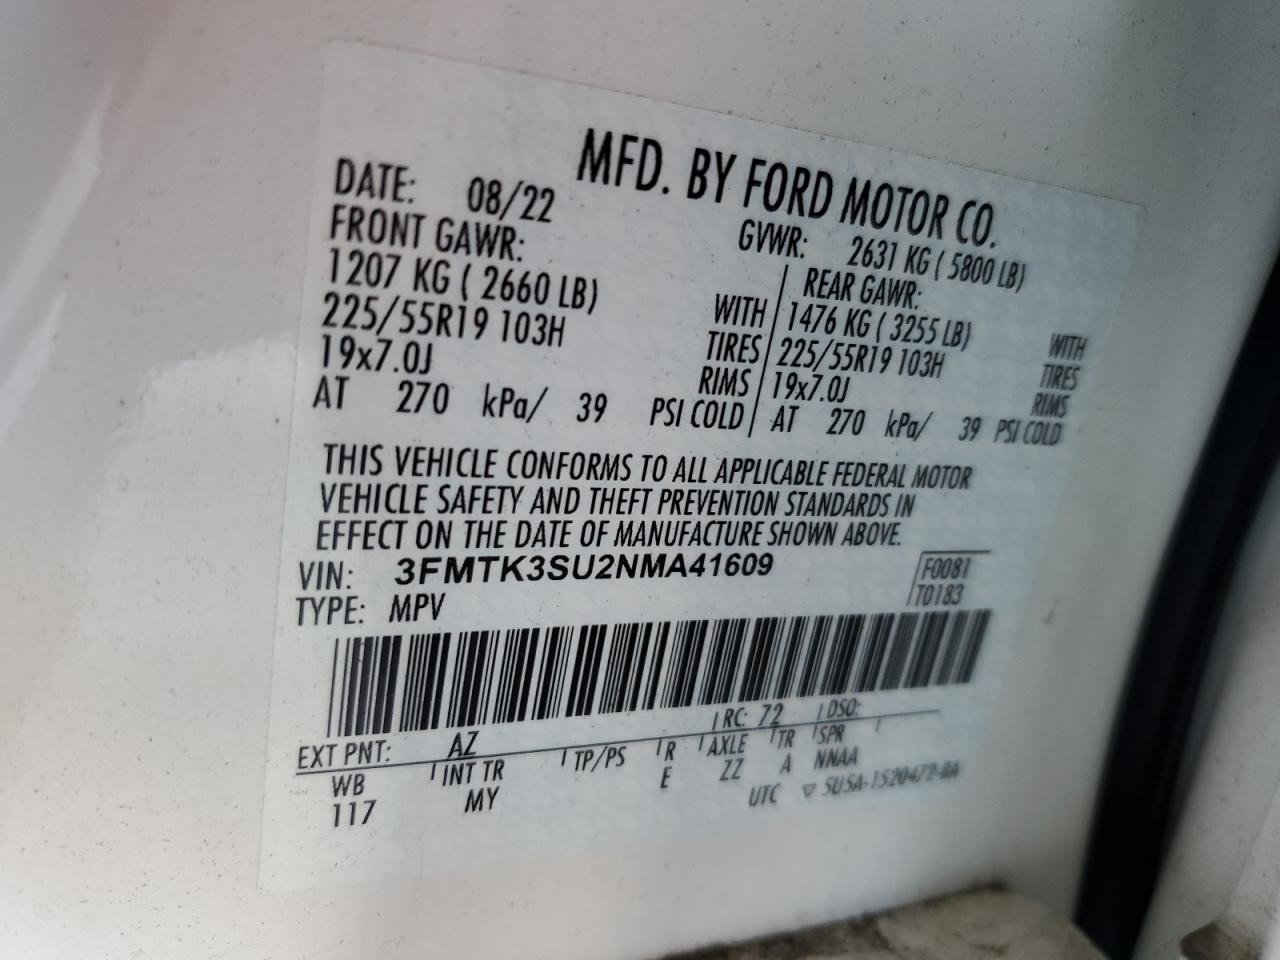 MFD. BY FORD MOTOR CO.
DATE: 08/22 GVWR: 2631 KG ( 5800 LB)
FRONT GAWR: REAR GAWR:
1207 KG ( 2660 LB) WITH 1476 KG ( 3255 LB) WITH
225/55R19 103H TIRES 225/55R19 103H TIRES
19x7.0J RIMS 19x7.0J RIMS
AT 270 kPa/ 39 PSI COLD AT 270 kPa/ 39 PSI COLD
THIS VEHICLE CONFORMS TO ALL APPLICABLE FEDERAL MOTOR
VEHICLE SAFETY AND THEFT PREVENTION STANDARDS IN
EFFECT ON THE DATE OF MANUFACTURE SHOWN ABOVE.
VIN: 3FMTK3SU2NMA41609 F0081
TYPE: MPV T0183
EXT PNT: AZ RC: 72 DSO:
WB INT TR TP/PS R AXLE TR SPR
117 MY E ZZ A NNAA
UTC ▽ 5U5A-1520472-BA